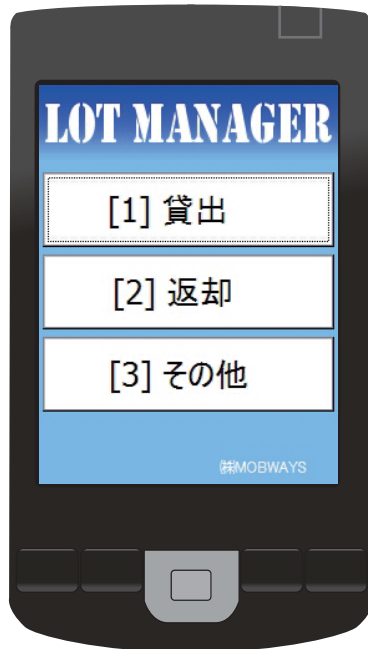 LOT MANAGER
[1] 貸出
[2] 返却
[3] その他
㈱MOBWAYS